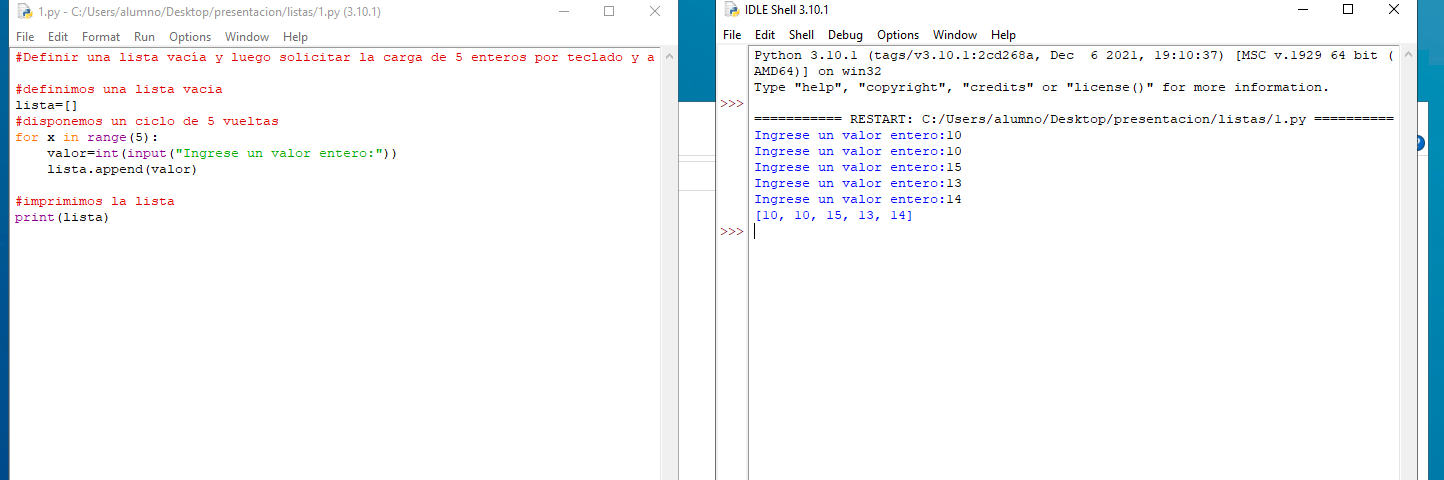 1.py - C:/Users/alumno/Desktop/presentacion/listas/1.py (3.10.1)
File Edit Format Run Options Window Help
#Definir una lista vacía y luego solicitar la carga de 5 enteros por teclado y a
#definimos una lista vacia
lista=[]
#disponemos un ciclo de 5 vueltas
for x in range(5):
    valor=int(input("Ingrese un valor entero:"))
    lista.append(valor)
#imprimimos la lista
print(lista)
IDLE Shell 3.10.1
File Edit Shell Debug Options Window Help
Python 3.10.1 (tags/v3.10.1:2cd268a, Dec  6 2021, 19:10:37) [MSC v.1929 64 bit (
AMD64)] on win32
Type "help", "copyright", "credits" or "license()" for more information.
>>>
=========== RESTART: C:/Users/alumno/Desktop/presentacion/listas/1.py ==========
Ingrese un valor entero:10
Ingrese un valor entero:10
Ingrese un valor entero:15
Ingrese un valor entero:13
Ingrese un valor entero:14
[10, 10, 15, 13, 14]
>>>